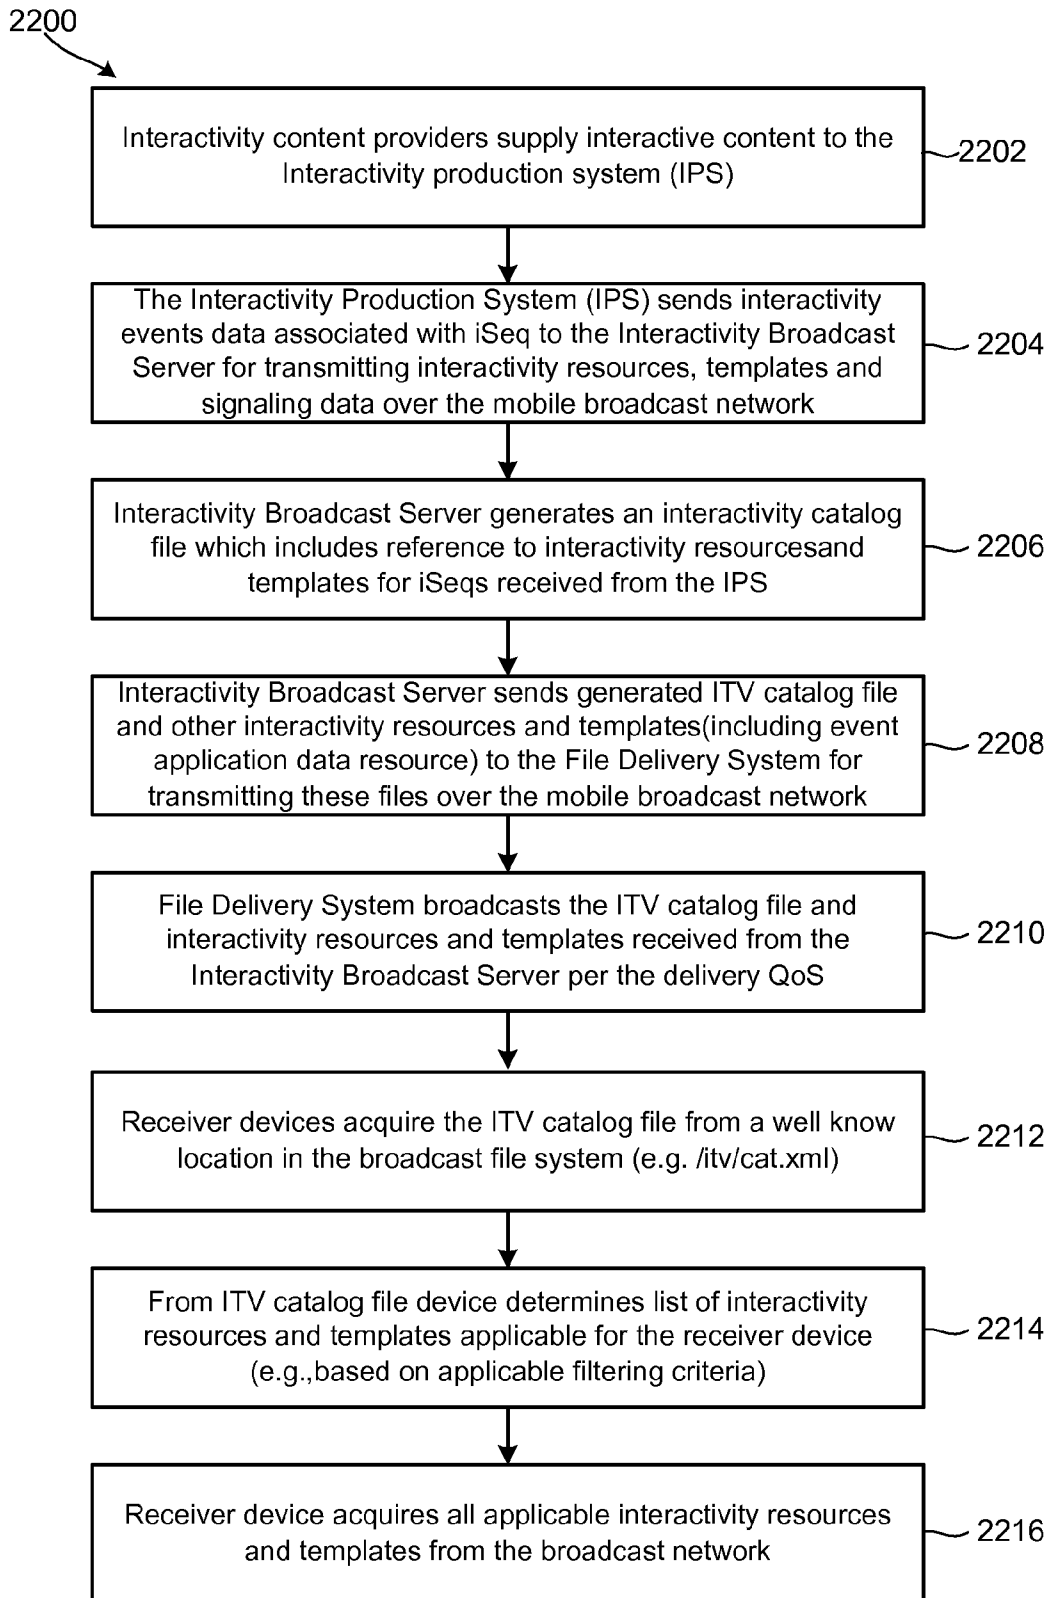 2200
Interactivity content providers supply interactive content to the
Interactivity production system (IPS)
2202
The Interactivity Production System (IPS) sends interactivity
events data associated with iSeq to the Interactivity Broadcast
Server for transmitting interactivity resources, templates and
signaling data over the mobile broadcast network
2204
Interactivity Broadcast Server generates an interactivity catalog
file which includes reference to interactivity resourcesand
templates for iSeqs received from the IPS
2206
Interactivity Broadcast Server sends generated ITV catalog file
and other interactivity resources and templates(including event
application data resource) to the File Delivery System for
transmitting these files over the mobile broadcast network
2208
File Delivery System broadcasts the ITV catalog file and
interactivity resources and templates received from the
Interactivity Broadcast Server per the delivery QoS
2210
Receiver devices acquire the ITV catalog file from a well know
location in the broadcast file system (e.g. /itv/cat.xml)
2212
From ITV catalog file device determines list of interactivity
resources and templates applicable for the receiver device
(e.g.,based on applicable filtering criteria)
2214
Receiver device acquires all applicable interactivity resources
and templates from the broadcast network
2216